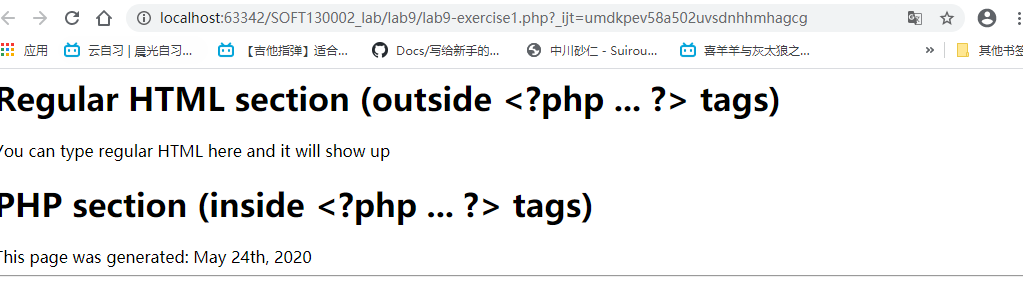 localhost:63342/SOFT130002_lab/lab9/lab9-exercise1.php?_ijt=umdkpev58a502uvsdnhhmhagcg
应用 云自习 | 晨光自习... 【吉他指弹】适合... Docs/写给新手的... 中川砂仁 - Suirou... 喜羊羊与灰太狼之... » 其他书签
Regular HTML section (outside <?php ... ?> tags)
You can type regular HTML here and it will show up
PHP section (inside <?php ... ?> tags)
This page was generated: May 24th, 2020